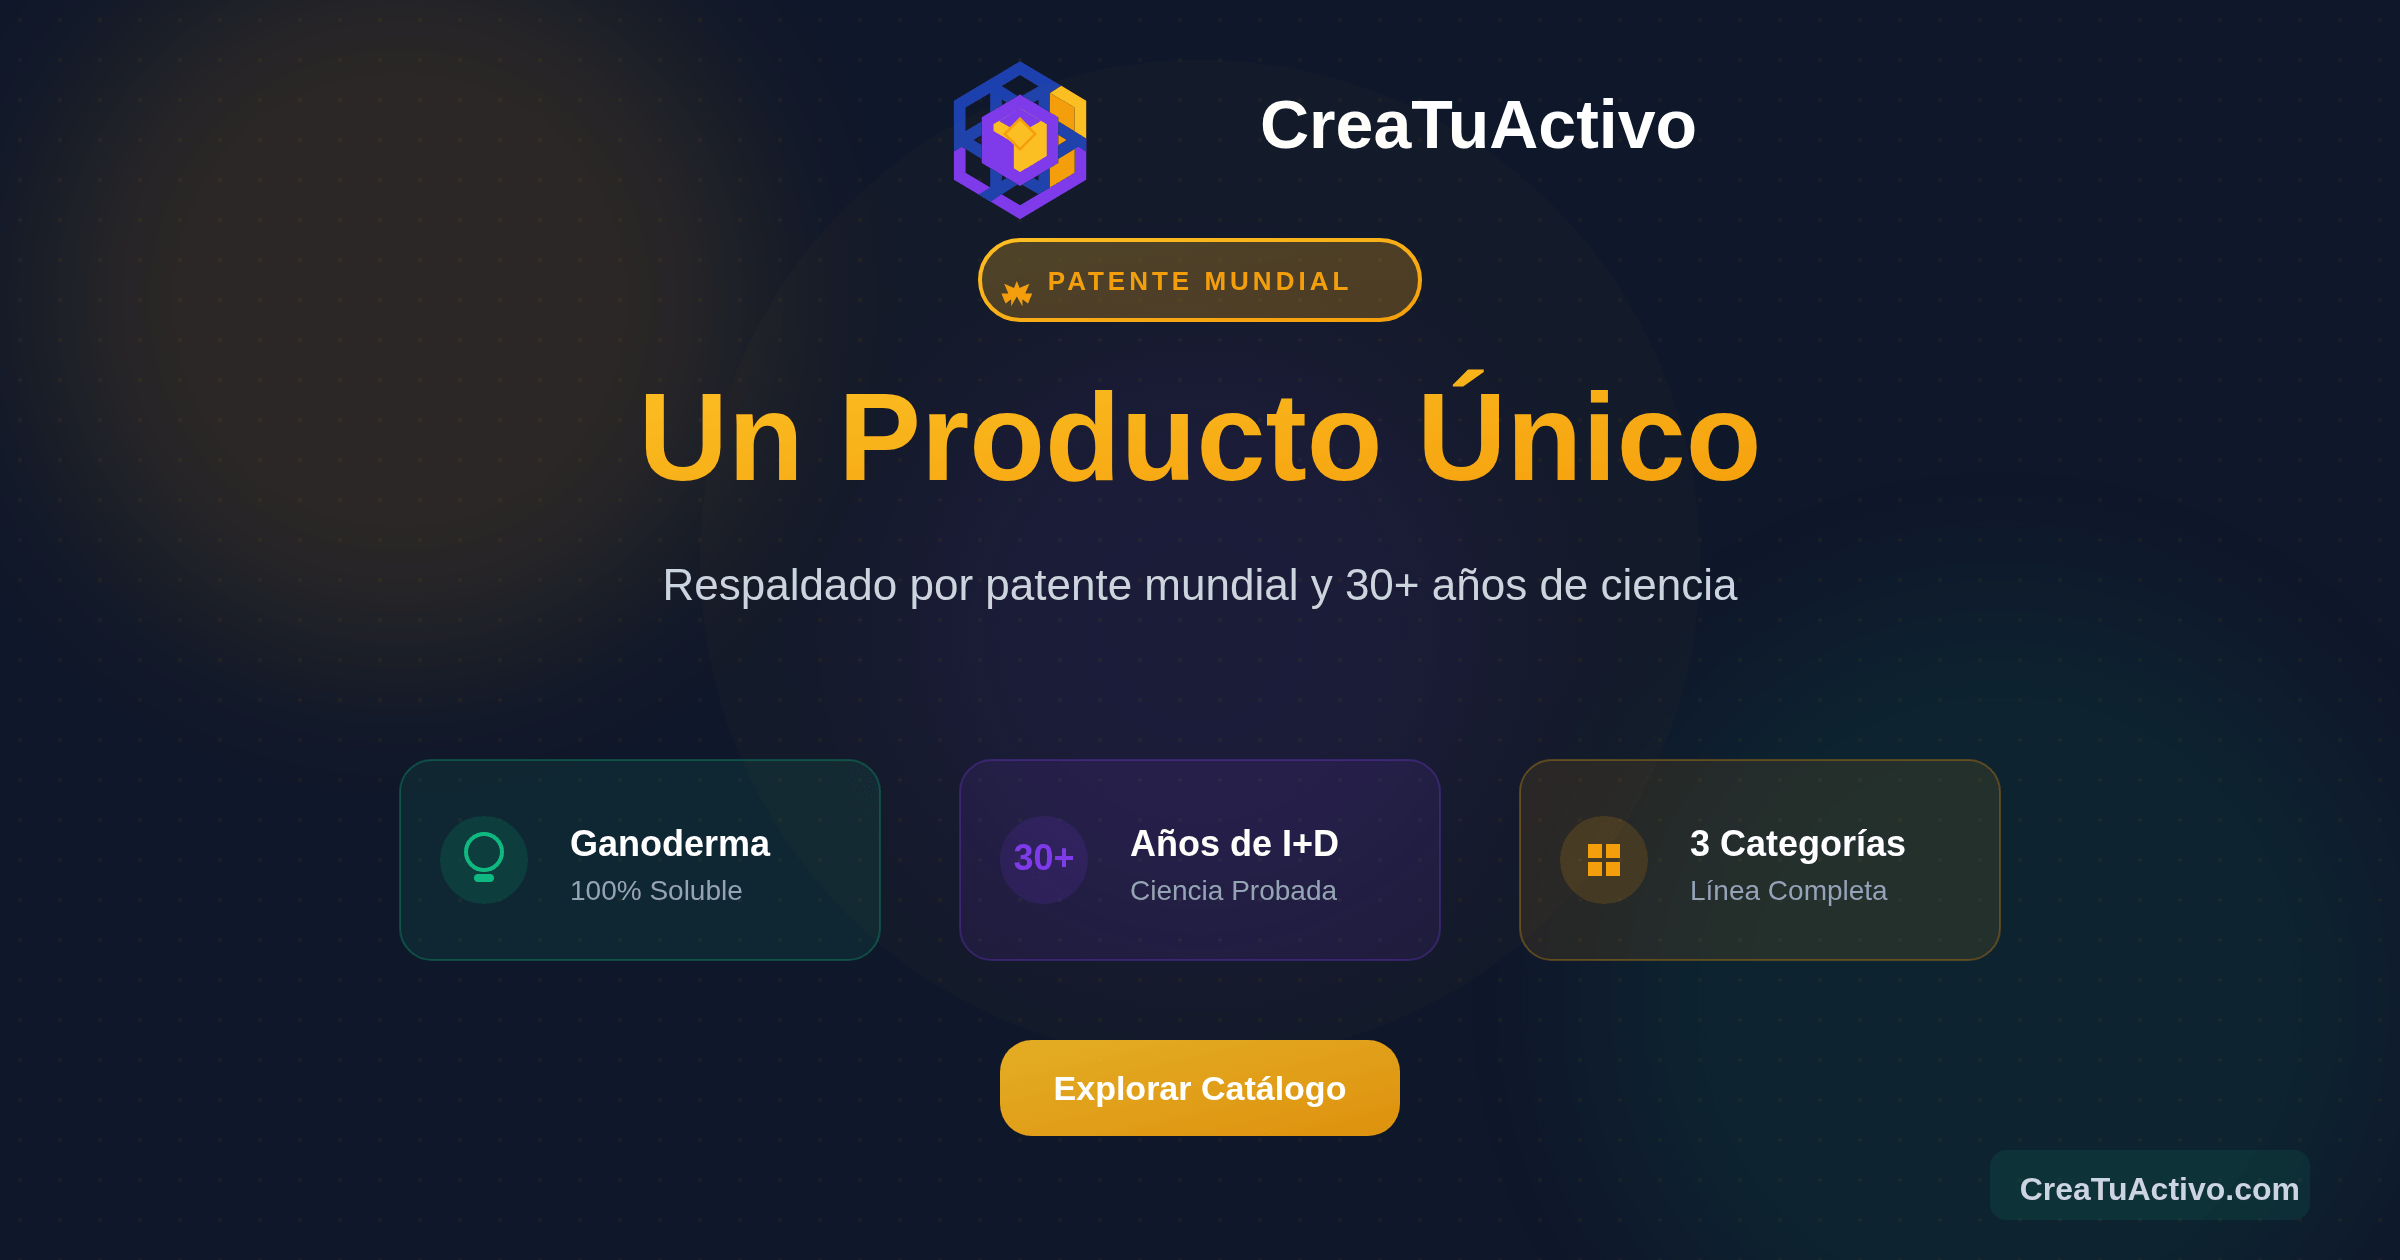 CreaTuActivo
PATENTE MUNDIAL
Un Producto Único
Respaldado por patente mundial y 30+ años de ciencia
Ganoderma
100% Soluble
30+
Años de I+D
Ciencia Probada
3 Categorías
Línea Completa
Explorar Catálogo
CreaTuActivo.com